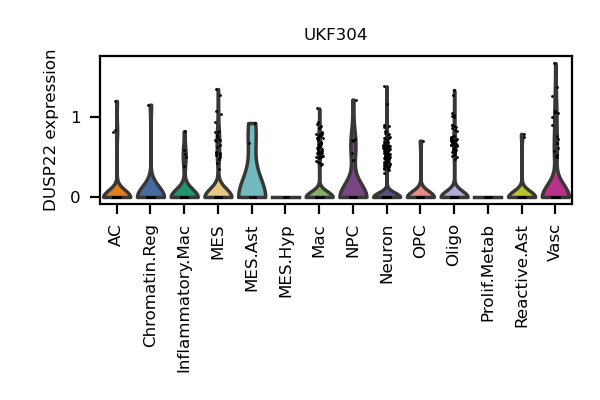 UKF304
DUSP22 expression
1
0
AC
Chromatin.Reg
Inflammatory.Mac
MES
MES.Ast
MES.Hyp
Mac
NPC
Neuron
OPC
Oligo
Prolif.Metab
Reactive.Ast
Vasc